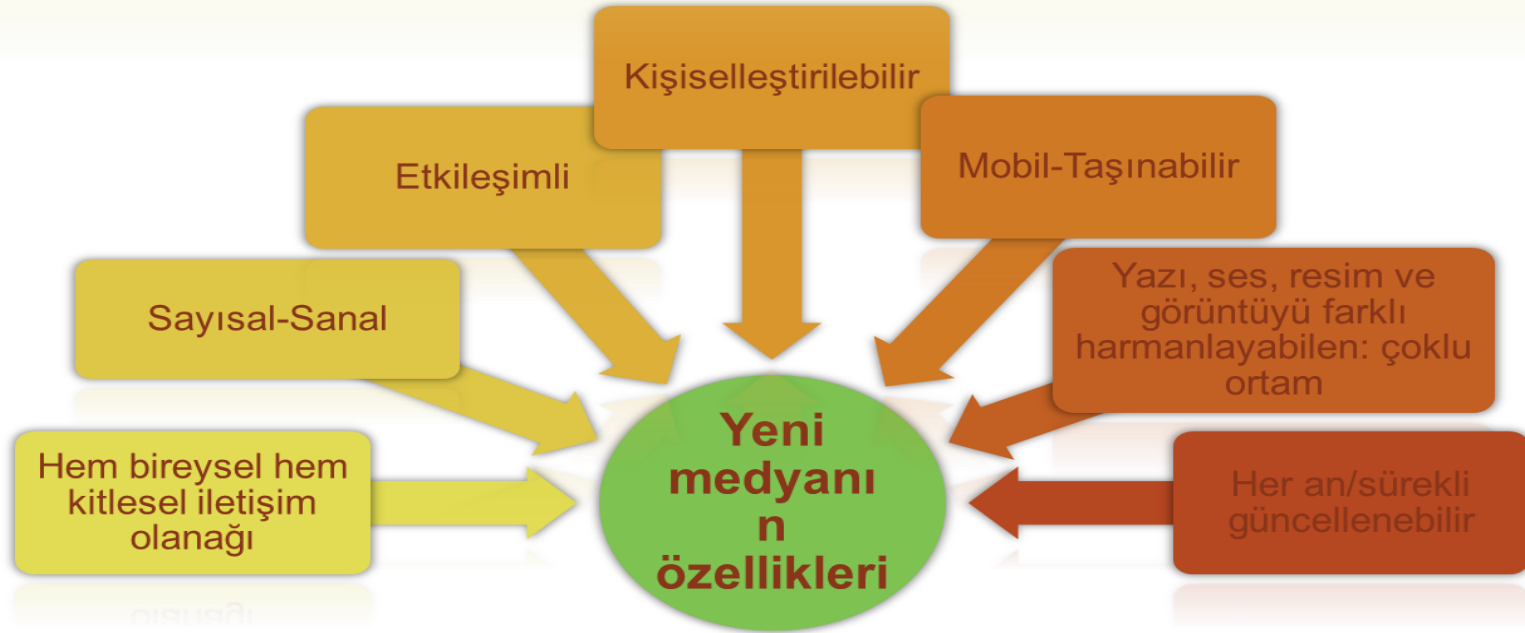 Kişiselleştirilebilir
Etkileşimli
Mobil-Taşınabilir
Sayısal-Sanal
Yazı, ses, resim ve
görüntüyü farklı
harmanlayabilen: çoklu
ortam
Hem bireysel hem
kitlesel iletişim
olanağı
Yeni
medyanı
n
özellikleri
Her an/sürekli
güncellenebilir